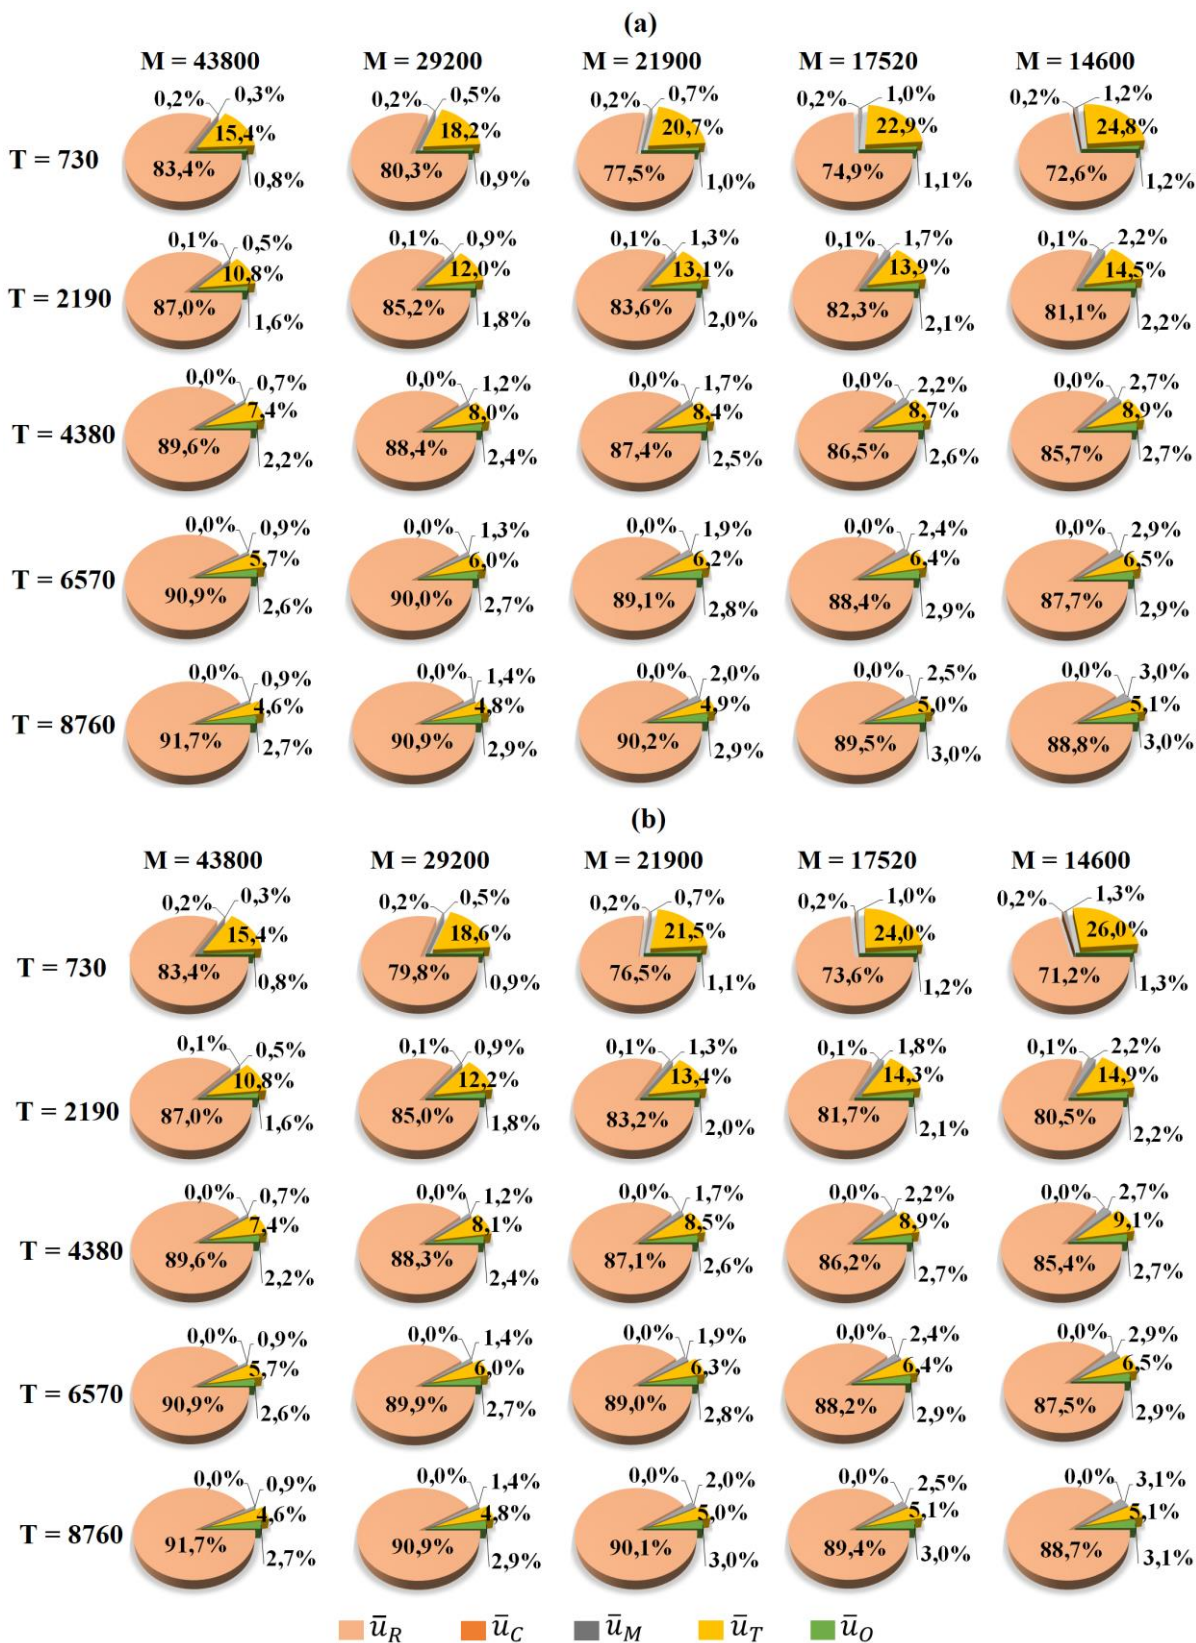 (a)
M = 43800 M = 29200 M = 21900 M = 17520 M = 14600
0,2% 0,3% 0,2% 0,5% 0,2% 0,7% 0,2% 1,0% 0,2% 1,2%
15,4% 18,2% 20,7% 22,9% 24,8%
T = 730 83,4% 80,3% 77,5% 74,9% 72,6%
0,8% 0,9% 1,0% 1,1% 1,2%
0,1% 0,5% 0,1% 0,9% 0,1% 1,3% 0,1% 1,7% 0,1% 2,2%
10,8% 12,0% 13,1% 13,9% 14,5%
T = 2190 87,0% 85,2% 83,6% 82,3% 81,1%
1,6% 1,8% 2,0% 2,1% 2,2%
0,0% 0,7% 0,0% 1,2% 0,0% 1,7% 0,0% 2,2% 0,0% 2,7%
7,4% 8,0% 8,4% 8,7% 8,9%
T = 4380 89,6% 88,4% 87,4% 86,5% 85,7%
2,2% 2,4% 2,5% 2,6% 2,7%
0,0% 0,9% 0,0% 1,3% 0,0% 1,9% 0,0% 2,4% 0,0% 2,9%
5,7% 6,0% 6,2% 6,4% 6,5%
T = 6570 90,9% 90,0% 89,1% 88,4% 87,7%
2,6% 2,7% 2,8% 2,9% 2,9%
0,0% 0,9% 0,0% 1,4% 0,0% 2,0% 0,0% 2,5% 0,0% 3,0%
4,6% 4,8% 4,9% 5,0% 5,1%
T = 8760 91,7% 90,9% 90,2% 89,5% 88,8%
2,7% 2,9% 2,9% 3,0% 3,0%
(b)
M = 43800 M = 29200 M = 21900 M = 17520 M = 14600
0,2% 0,3% 0,2% 0,5% 0,2% 0,7% 0,2% 1,0% 0,2% 1,3%
15,4% 18,6% 21,5% 24,0% 26,0%
T = 730 83,4% 79,8% 76,5% 73,6% 71,2%
0,8% 0,9% 1,1% 1,2% 1,3%
0,1% 0,5% 0,1% 0,9% 0,1% 1,3% 0,1% 1,8% 0,1% 2,2%
10,8% 12,2% 13,4% 14,3% 14,9%
T = 2190 87,0% 85,0% 83,2% 81,7% 80,5%
1,6% 1,8% 2,0% 2,1% 2,2%
0,0% 0,7% 0,0% 1,2% 0,0% 1,7% 0,0% 2,2% 0,0% 2,7%
7,4% 8,1% 8,5% 8,9% 9,1%
T = 4380 89,6% 88,3% 87,1% 86,2% 85,4%
2,2% 2,4% 2,6% 2,7% 2,7%
0,0% 0,9% 0,0% 1,4% 0,0% 1,9% 0,0% 2,4% 0,0% 2,9%
5,7% 6,0% 6,3% 6,4% 6,5%
T = 6570 90,9% 89,9% 89,0% 88,2% 87,5%
2,6% 2,7% 2,8% 2,9% 2,9%
0,0% 0,9% 0,0% 1,4% 0,0% 2,0% 0,0% 2,5% 0,0% 3,1%
4,6% 4,8% 5,0% 5,1% 5,1%
T = 8760 91,7% 90,9% 90,1% 89,4% 88,7%
2,7% 2,9% 3,0% 3,0% 3,1%
ū_R ū_C ū_M ū_T ū_O